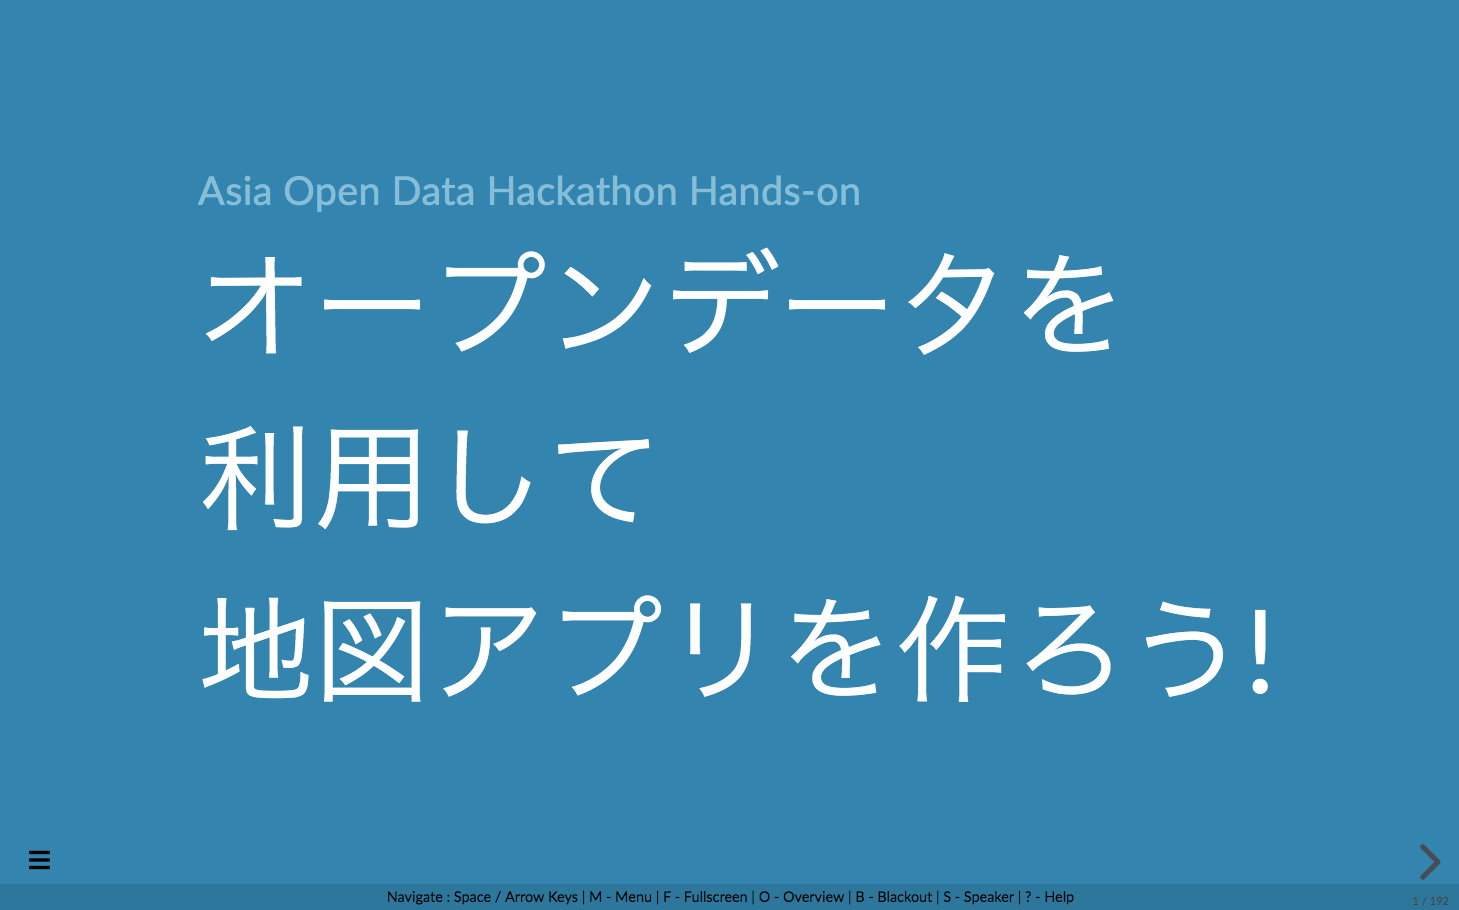 Asia Open Data Hackathon Hands-on
オープンデータを
利用して
地図アプリを作ろう!
Navigate : Space / Arrow Keys | M - Menu | F - Fullscreen | O - Overview | B - Blackout | S - Speaker | ? - Help
1 / 192